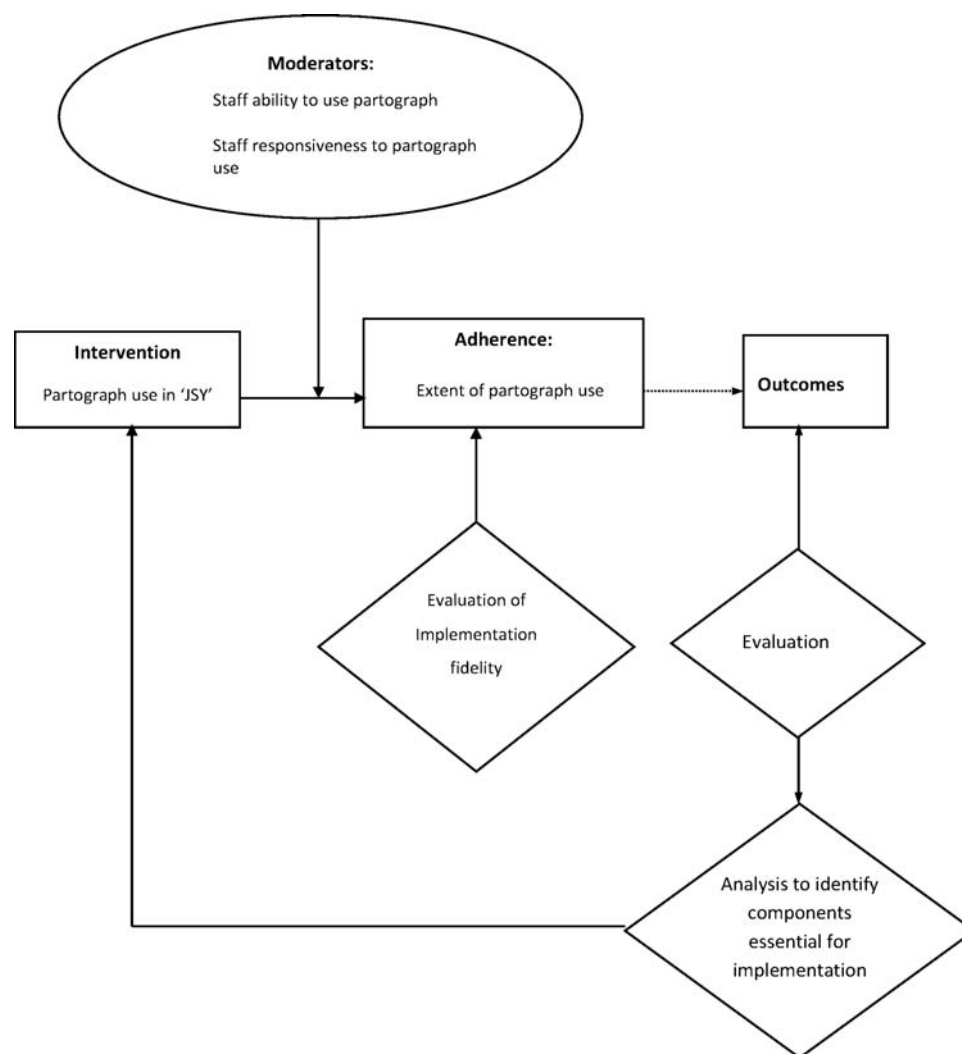 Moderators:
Staff ability to use partograph
Staff responsiveness to partograph
use
Intervention
Partograph use in ‘JSY’
Adherence:
Extent of partograph use
Outcomes
Evaluation of
Implementation
fidelity
Evaluation
Analysis to identify
components
essential for
implementation